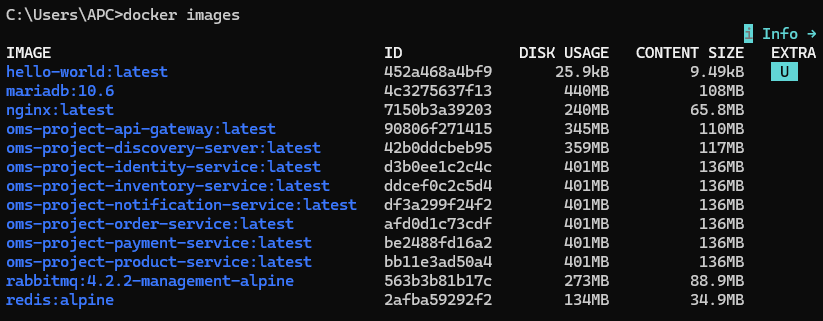 C:\Users\APC>docker images
i Info →
IMAGE ID DISK USAGE CONTENT SIZE EXTRA
hello-world:latest 452a468a4bf9 25.9kB 9.49kB U
mariadb:10.6 4c3275637f13 440MB 108MB
nginx:latest 7150b3a39203 240MB 65.8MB
oms-project-api-gateway:latest 90806f271415 345MB 110MB
oms-project-discovery-server:latest 42b0ddcbeb95 359MB 117MB
oms-project-identity-service:latest d3b0ee1c2c4c 401MB 136MB
oms-project-inventory-service:latest ddcef0c2c5d4 401MB 136MB
oms-project-notification-service:latest df3a299f24f2 401MB 136MB
oms-project-order-service:latest afd0d1c73cdf 401MB 136MB
oms-project-payment-service:latest be2488fd16a2 401MB 136MB
oms-project-product-service:latest bb11e3ad50a4 401MB 136MB
rabbitmq:4.2.2-management-alpine 563b3b81b17c 273MB 88.9MB
redis:alpine 2afba59292f2 134MB 34.9MB